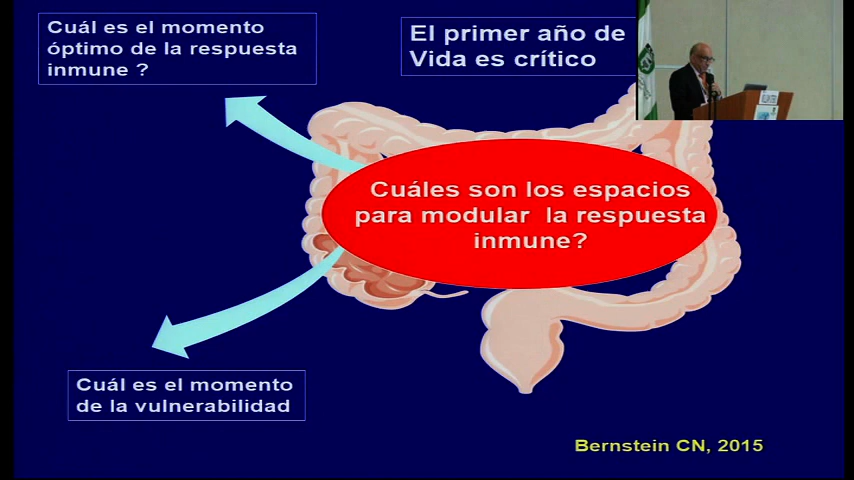 Cuál es el momento
óptimo de la respuesta
inmune ?
El primer año de
Vida es crítico
Cuáles son los espacios
para modular la respuesta
inmune?
Cuál es el momento
de la vulnerabilidad
Bernstein CN, 2015